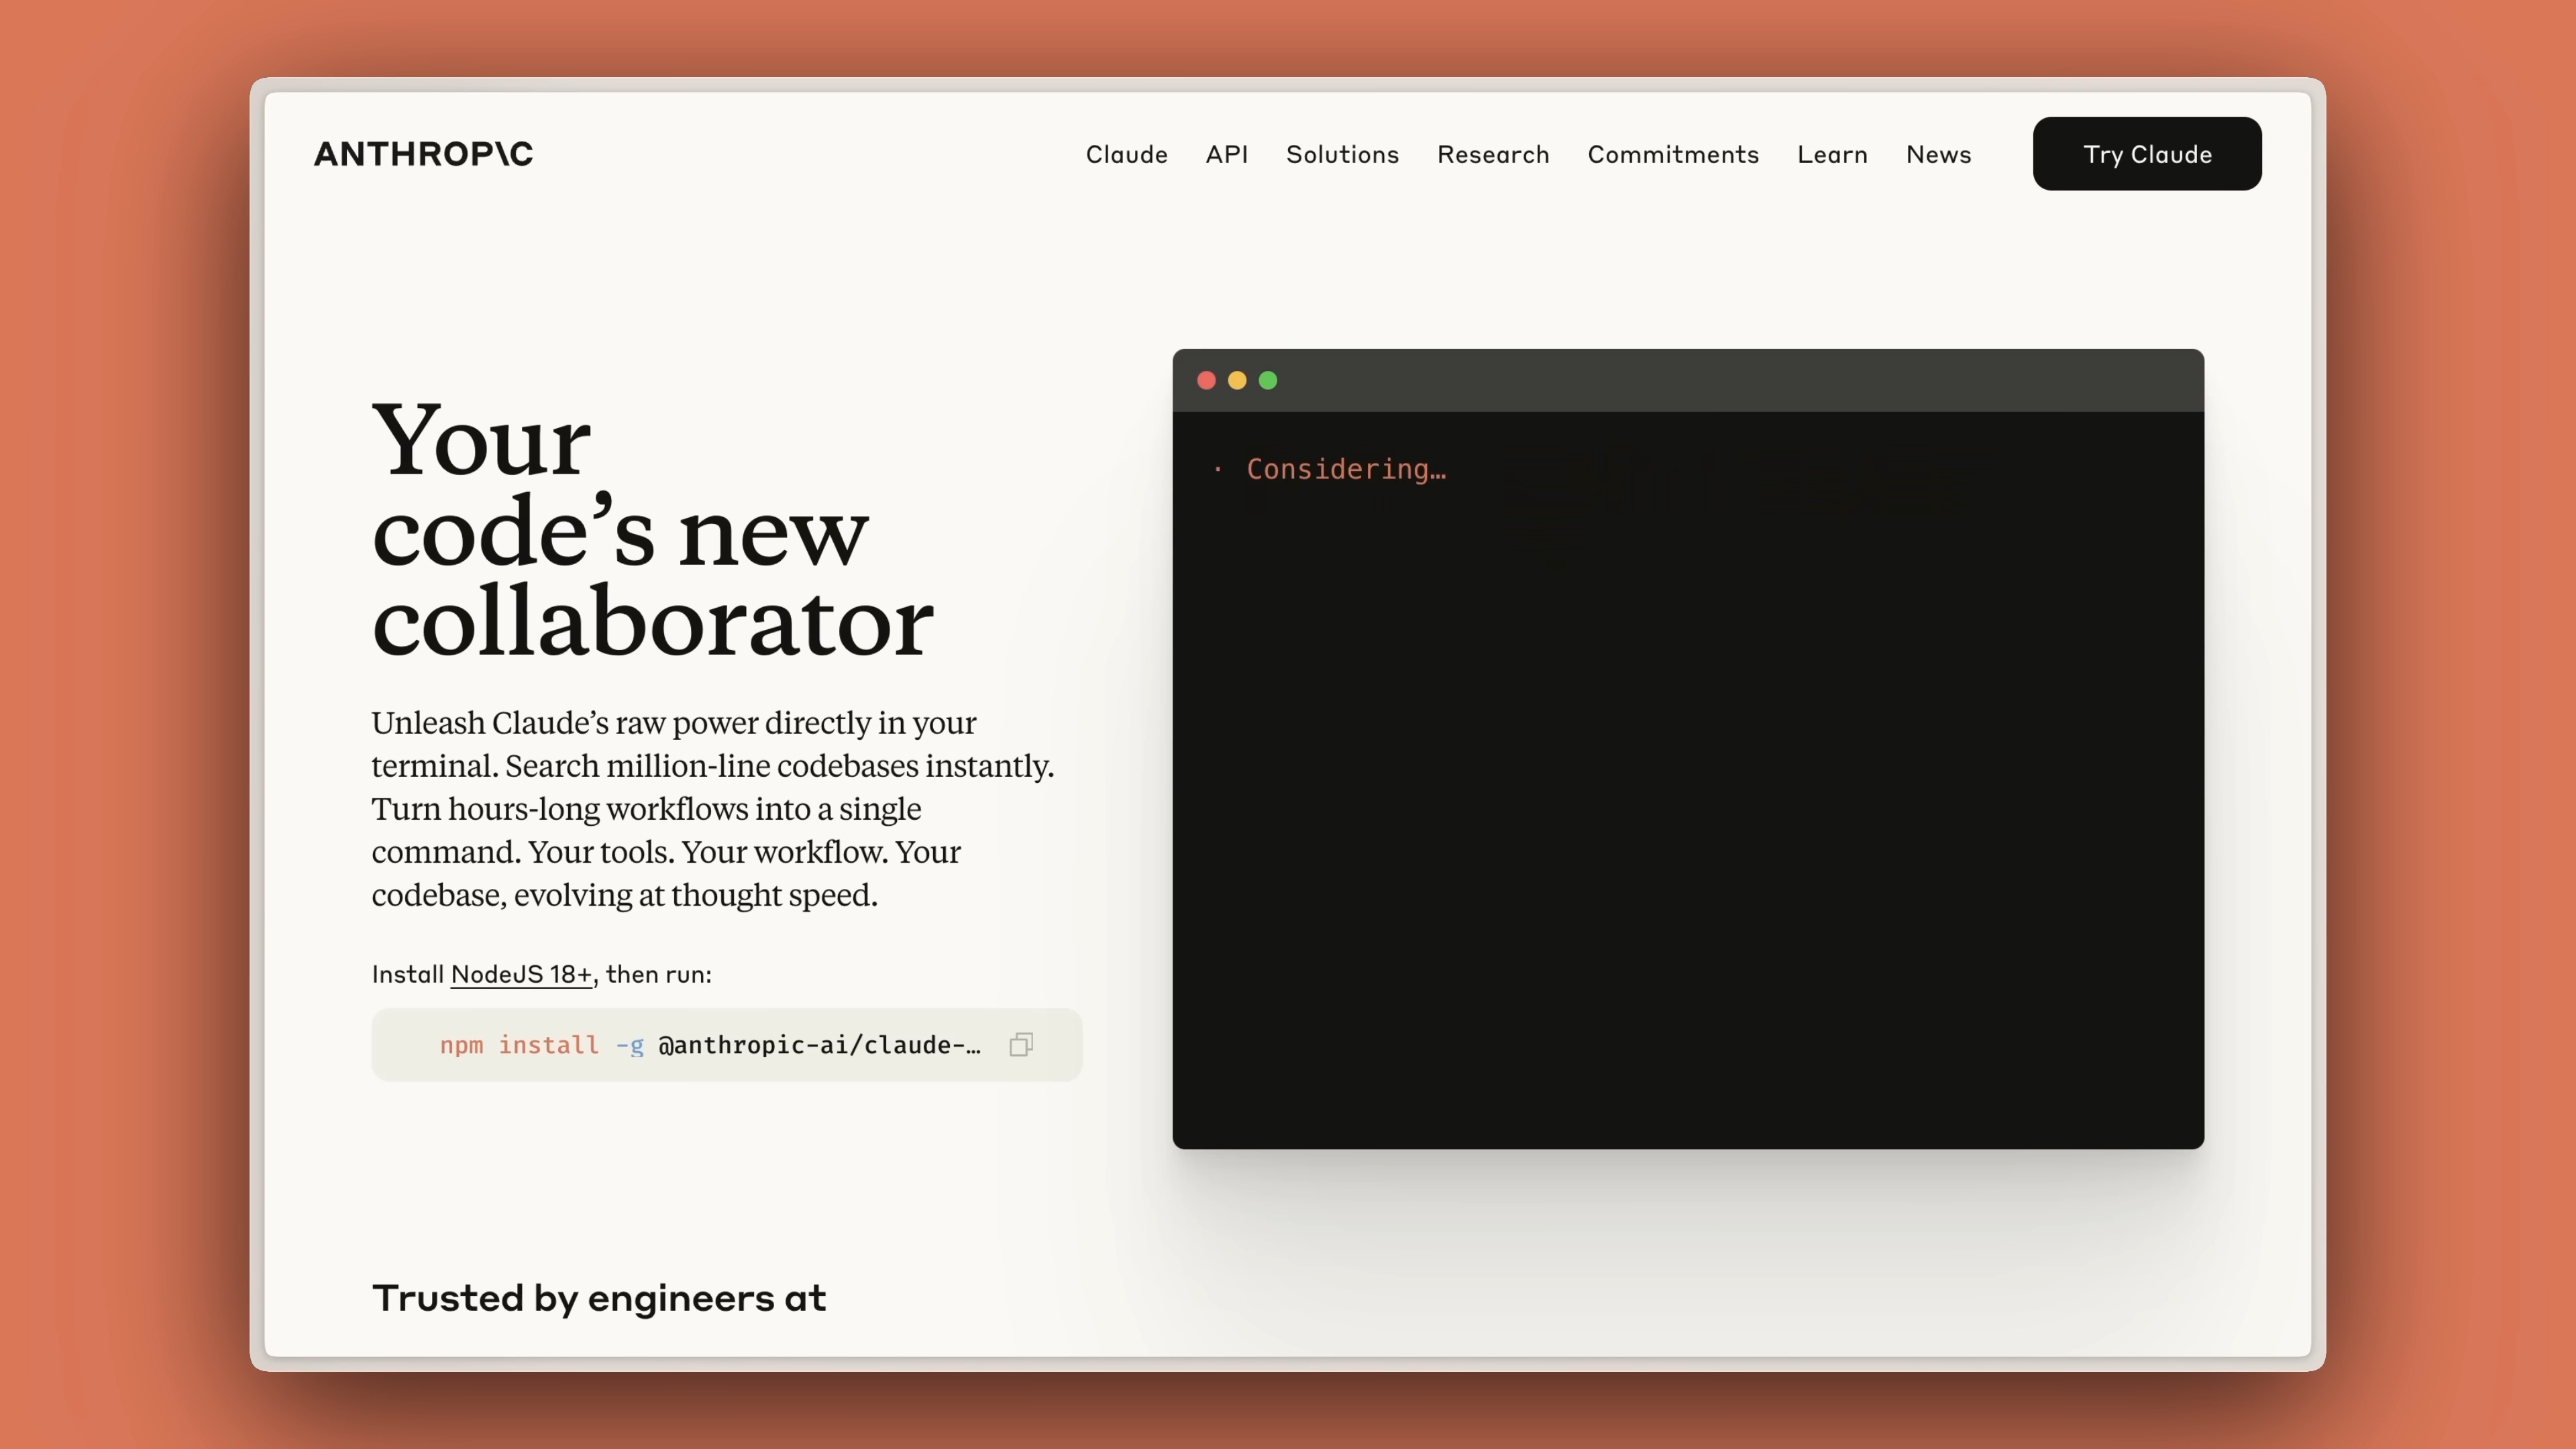 ANTHROP\C
Claude API Solutions Research Commitments Learn News Try Claude
Your
code’s new
collaborator
Unleash Claude’s raw power directly in your
terminal. Search million-line codebases instantly.
Turn hours-long workflows into a single
command. Your tools. Your workflow. Your
codebase, evolving at thought speed.
Install NodeJS 18+, then run:
npm install -g @anthropic-ai/claude-…
· Considering…
Trusted by engineers at